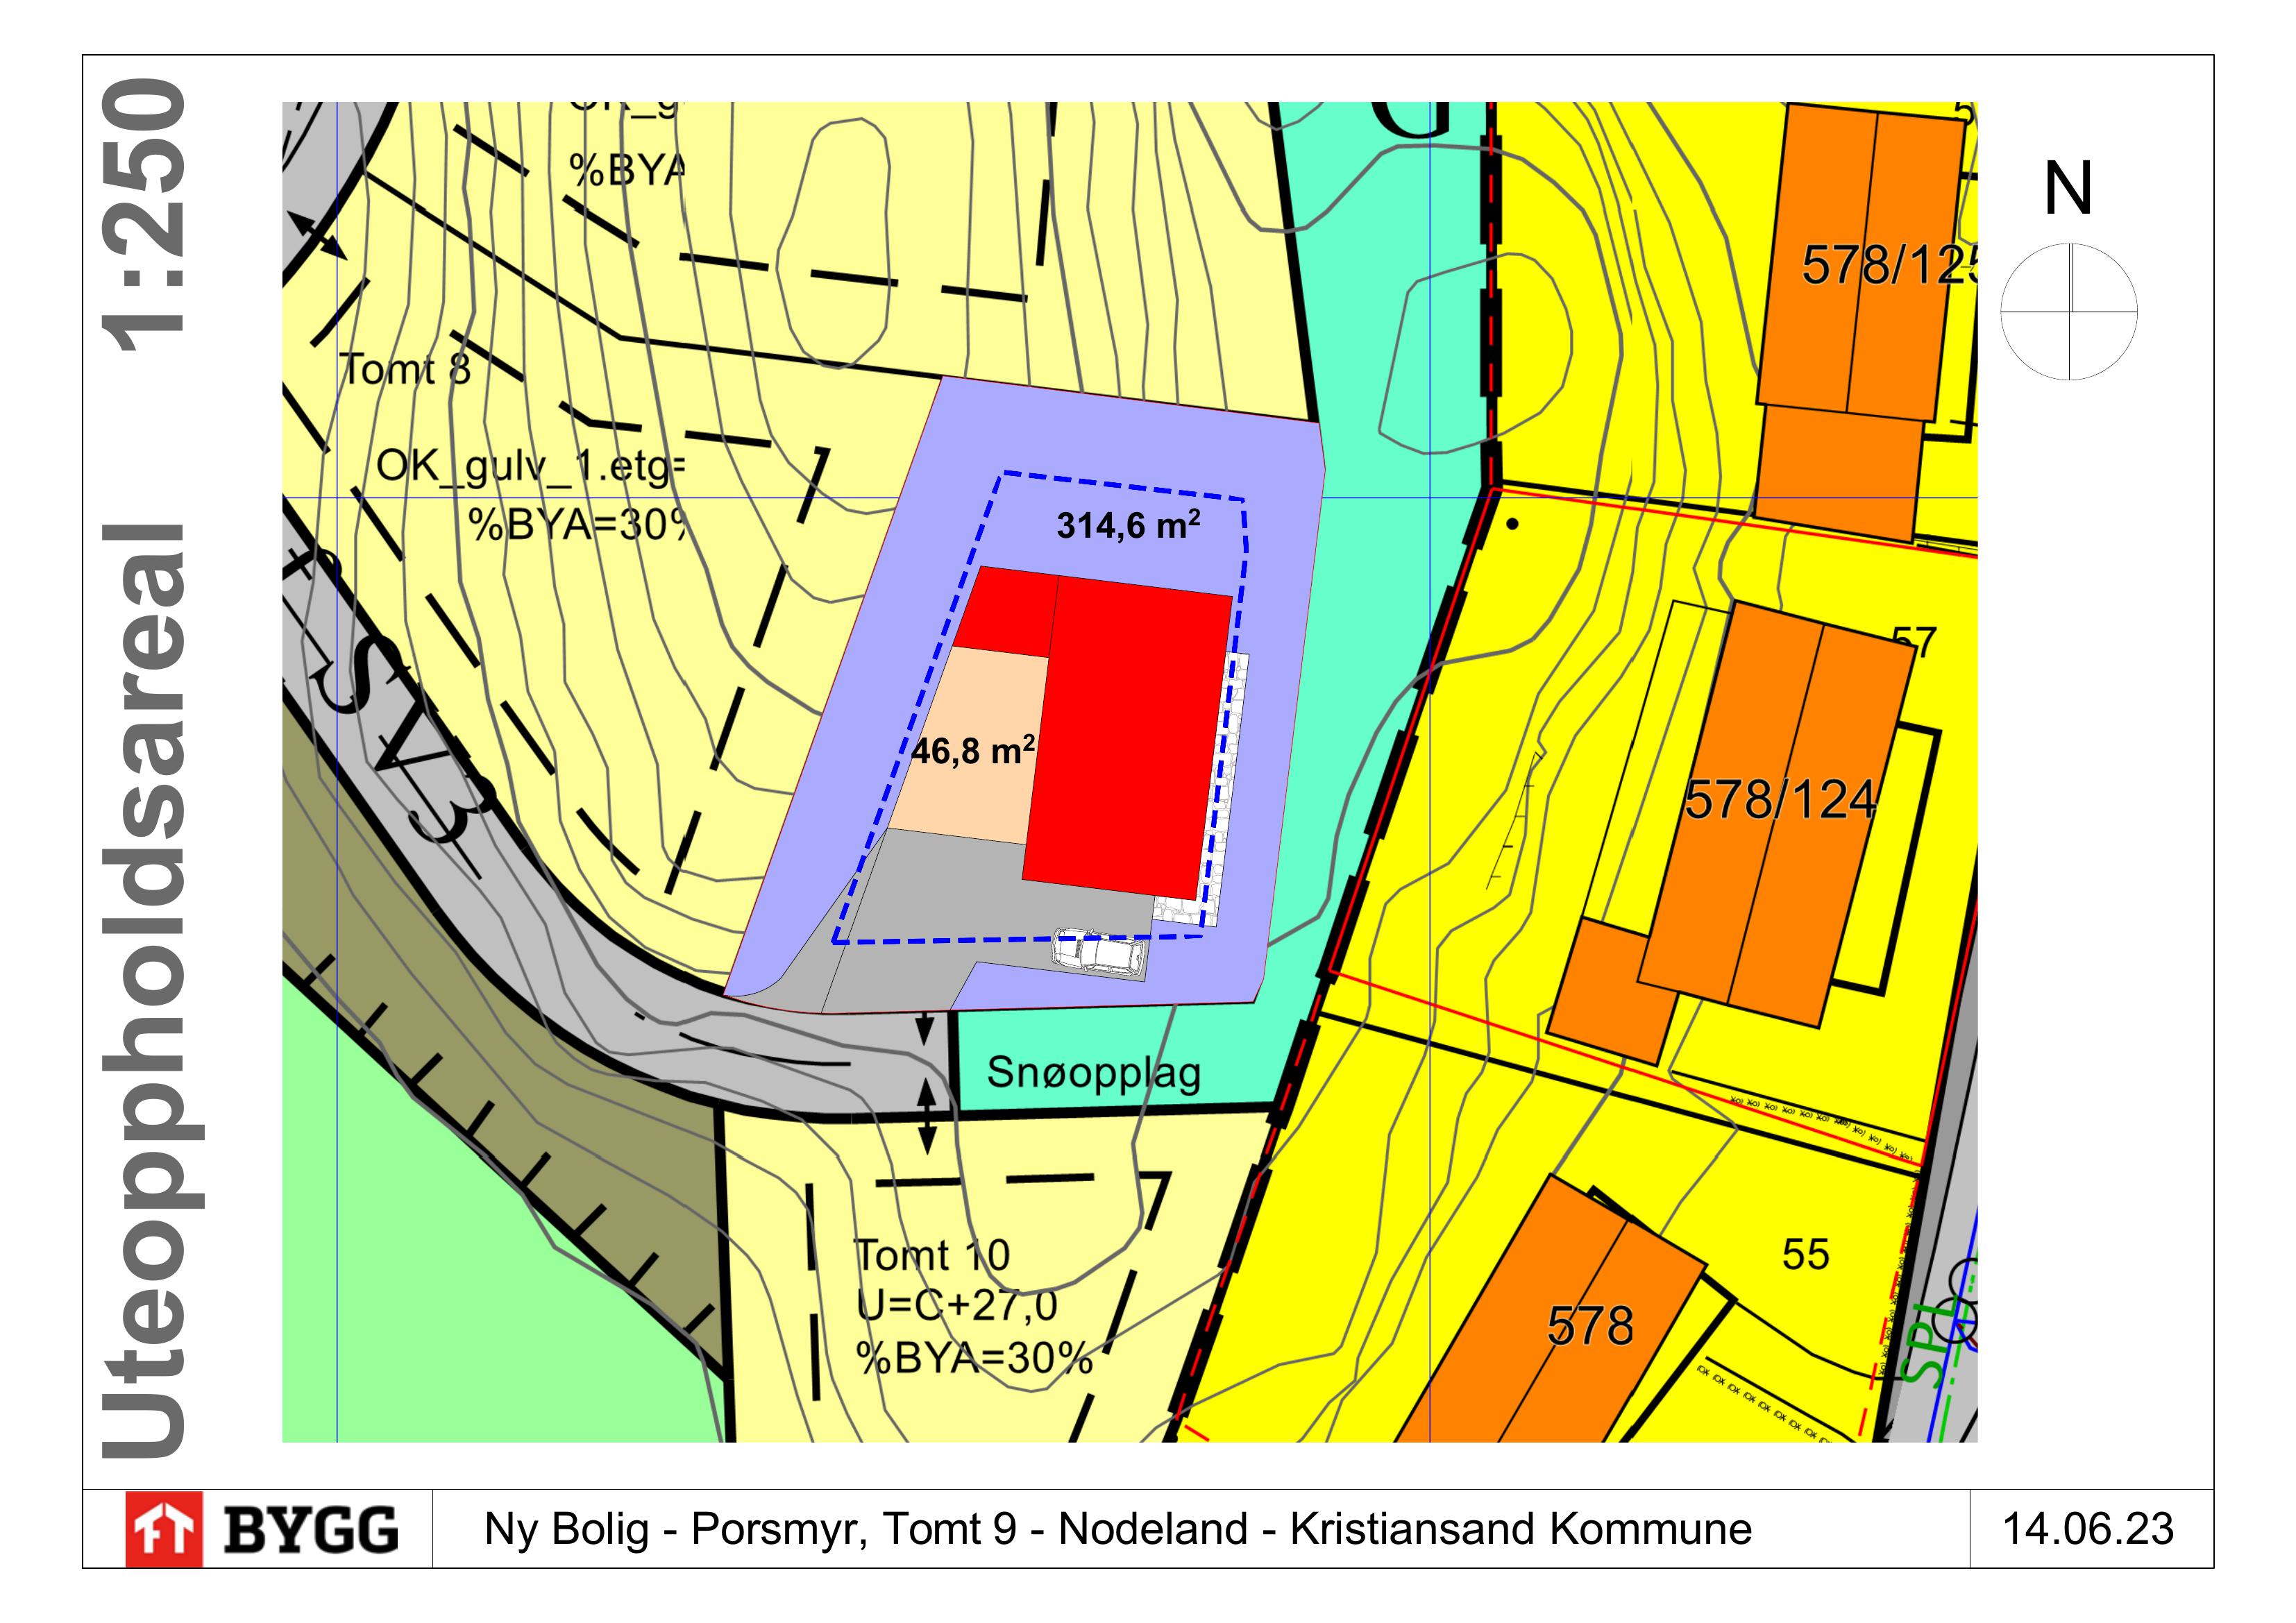 Uteoppholdsareal 1:250
%BYA
G
578/125
N
Tomt 8
OK_gulv_1.etg=
%BYA=30%
314,6 m²
57
46,8 m²
578/124
SV3
Snøopplag
Tomt 10
U=C+27,0
%BYA=30%
55
578
SPL
BYGG
Ny Bolig - Porsmyr, Tomt 9 - Nodeland - Kristiansand Kommune
14.06.23